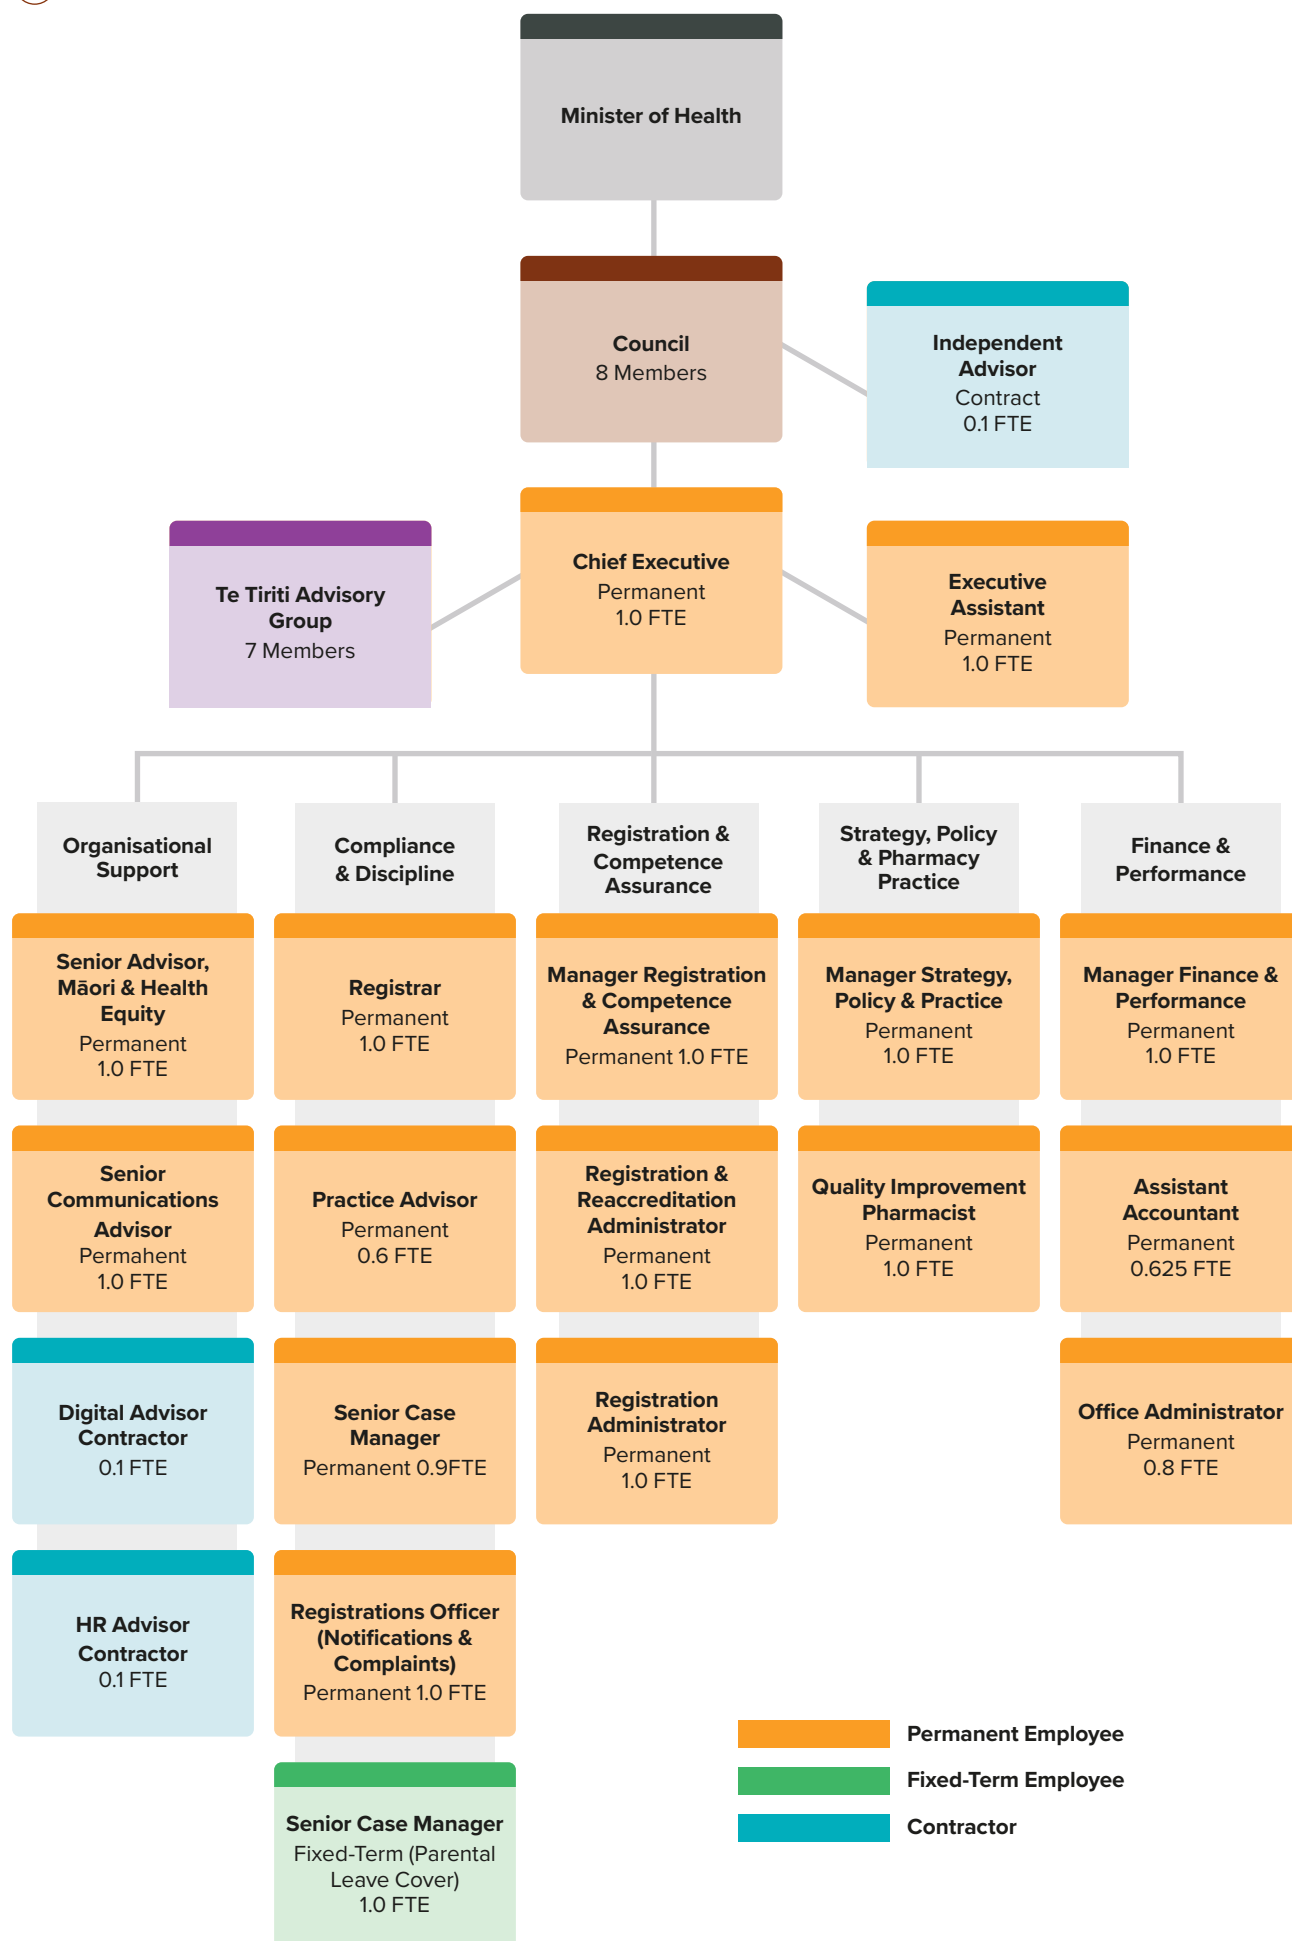 Minister of Health
Council
8 Members
Independent
Advisor
Contract
0.1 FTE
Chief Executive
Permanent
1.0 FTE
Te Tiriti Advisory
Group
7 Members
Executive
Assistant
Permanent
1.0 FTE
Organisational
Support
Senior Advisor,
Māori & Health
Equity
Permanent
1.0 FTE
Senior
Communications
Advisor
Permahent
1.0 FTE
Digital Advisor
Contractor
0.1 FTE
HR Advisor
Contractor
0.1 FTE
Compliance
& Discipline
Registrar
Permanent
1.0 FTE
Practice Advisor
Permanent
0.6 FTE
Senior Case
Manager
Permanent 0.9FTE
Registrations Officer
(Notifications &
Complaints)
Permanent 1.0 FTE
Senior Case Manager
Fixed-Term (Parental
Leave Cover)
1.0 FTE
Registration &
Competence
Assurance
Manager Registration
& Competence
Assurance
Permanent 1.0 FTE
Registration &
Reaccreditation
Administrator
Permanent
1.0 FTE
Registration
Administrator
Permanent
1.0 FTE
Strategy, Policy
& Pharmacy
Practice
Manager Strategy,
Policy & Practice
Permanent
1.0 FTE
Quality Improvement
Pharmacist
Permanent
1.0 FTE
Finance &
Performance
Manager Finance &
Performance
Permanent
1.0 FTE
Assistant
Accountant
Permanent
0.625 FTE
Office Administrator
Permanent
0.8 FTE
Permanent Employee
Fixed-Term Employee
Contractor